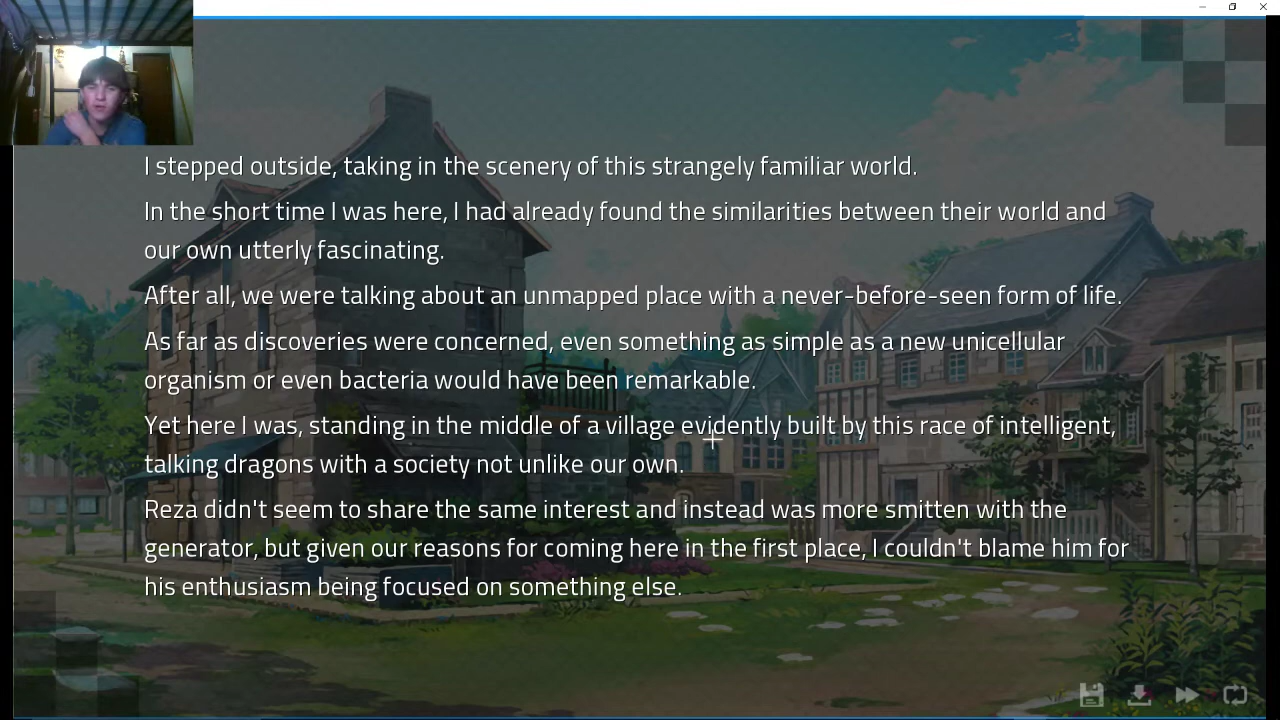 I stepped outside, taking in the scenery of this strangely familiar world.
In the short time I was here, I had already found the similarities between their world and
our own utterly fascinating.
After all, we were talking about an unmapped place with a never-before-seen form of life.
As far as discoveries were concerned, even something as simple as a new unicellular
organism or even bacteria would have been remarkable.
Yet here I was, standing in the middle of a village evidently built by this race of intelligent,
talking dragons with a society not unlike our own.
Reza didn't seem to share the same interest and instead was more smitten with the
generator, but given our reasons for coming here in the first place, I couldn't blame him for
his enthusiasm being focused on something else.